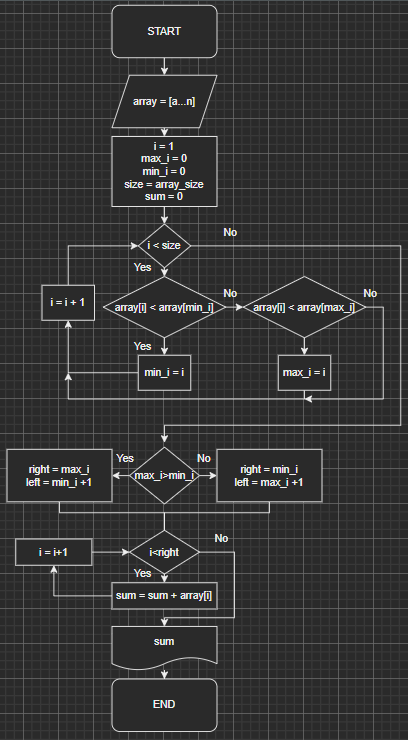 START
array = [a...n]
i = 1
max_i = 0
min_i = 0
size = array_size
sum = 0
i < size
No
Yes
i = i + 1
array[i] < array[min_i]
No
array[i] < array[max_i]
No
Yes
Yes
min_i = i
max_i = i
Yes
No
right = max_i
left = min_i +1
max_i>min_i
right = min_i
left = max_i +1
No
i = i+1
i<right
Yes
sum = sum + array[i]
sum
END